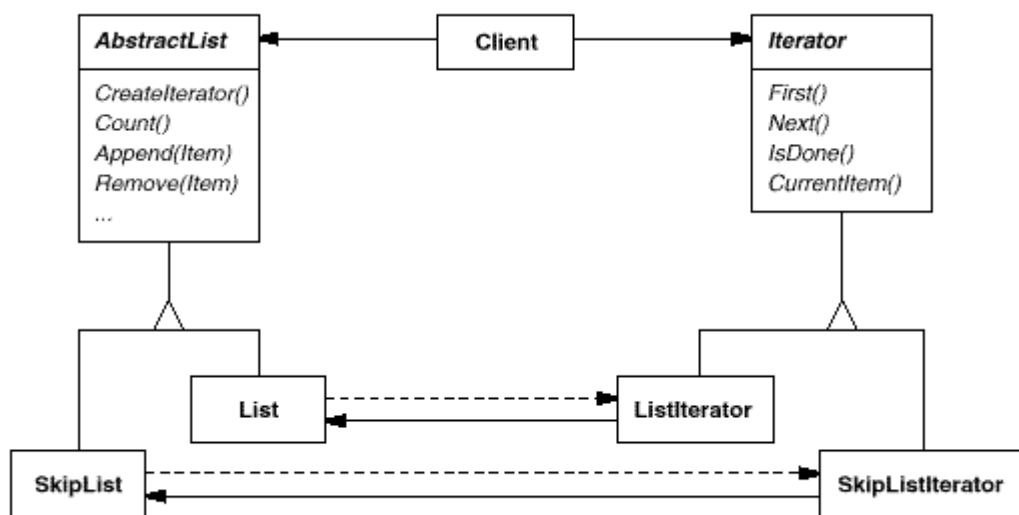 AbstractList
CreateIterator()
Count()
Append(Item)
Remove(Item)
...
Client
Iterator
First()
Next()
IsDone()
CurrentItem()
List
ListIterator
SkipList
SkipListIterator